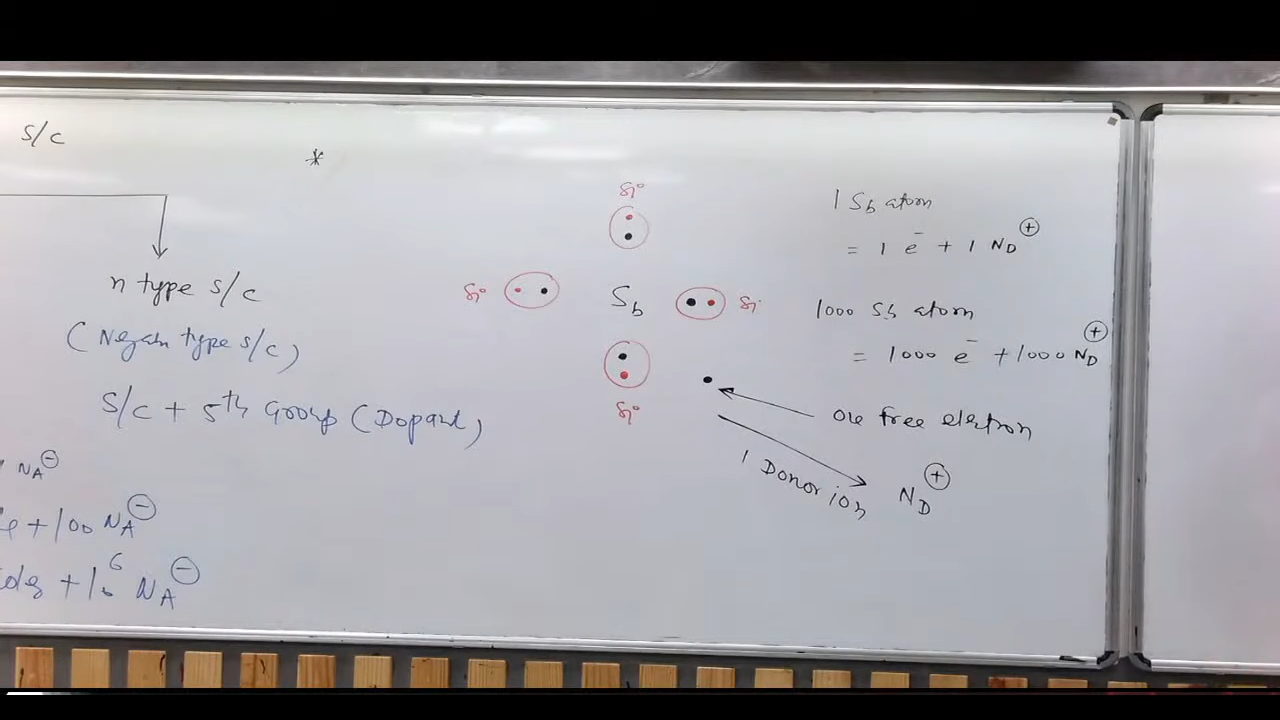 S/C
*
n type S/C
(Negain type S/C)
S/C + 5th Group (Dopant)
NA⊖
+ 100 NA⊖
+ 10⁶ NA⊖
Si
Si
Sb
Si
Si
1 Sb atom
= 1 e⁻ + 1 ND⊕
1000 Sb atom
= 1000 e⁻ + 1000 ND⊕
One free electron
1 Donor ion
ND⊕